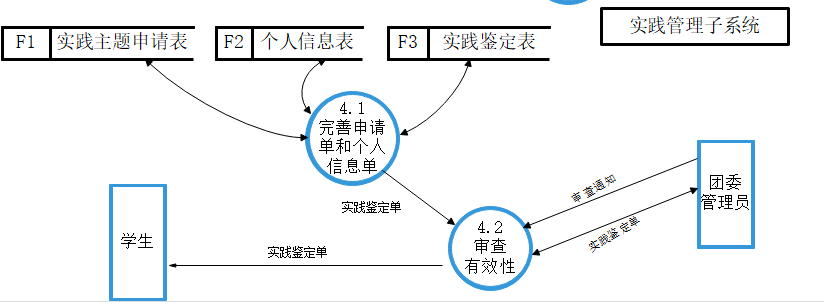 实践管理子系统
F1 实践主题申请表
F2 个人信息表
F3 实践鉴定表
4.1
完善申请
单和个人
信息单
实践鉴定单
审查通知
团委
管理员
实践鉴定单
4.2
审查
有效性
学生
实践鉴定单